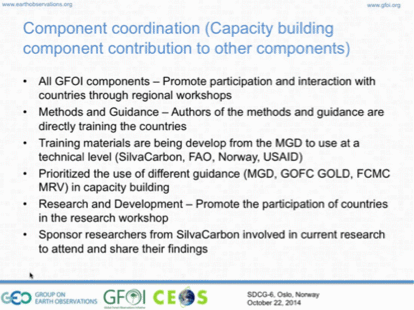 www.earthobservations.org
www.gfoi.org
Component coordination (Capacity building
component contribution to other components)
• All GFOI components – Promote participation and interaction with
countries through regional workshops
• Methods and Guidance – Authors of the methods and guidance are
directly training the countries
• Training materials are being develop from the MGD to use at a
technical level (SilvaCarbon, FAO, Norway, USAID)
• Prioritized the use of different guidance (MGD, GOFC GOLD, FCMC
MRV) in capacity building
• Research and Development – Promote the participation of countries
in the research workshop
• Sponsor researchers from SilvaCarbon involved in current research
to attend and share their findings
GEO GROUP ON
EARTH OBSERVATIONS
GFOI
CEOS
SDCG-6, Oslo, Norway
October 22, 2014